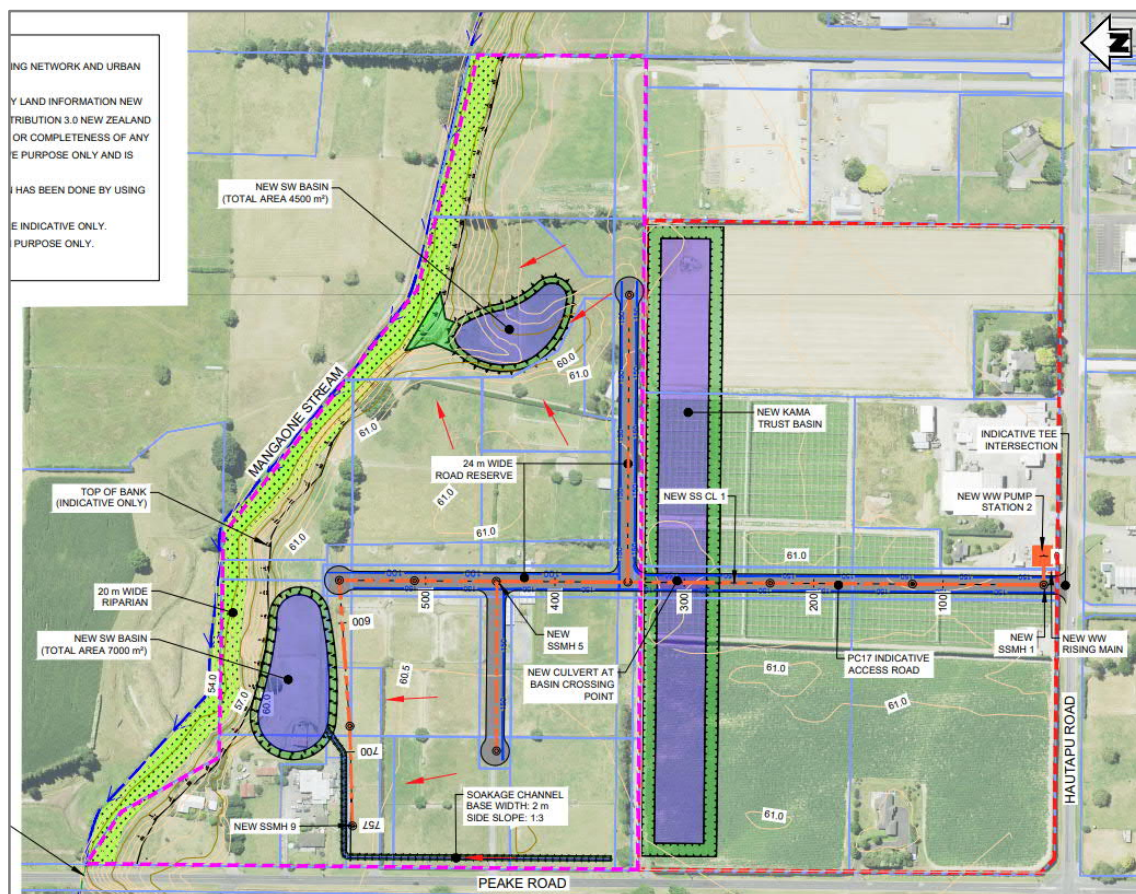 NG NETWORK AND URBAN
Y LAND INFORMATION NEW
TRIBUTION 3.0 NEW ZEALAND
OR COMPLETENESS OF ANY
E PURPOSE ONLY AND IS
HAS BEEN DONE BY USING
E INDICATIVE ONLY.
PURPOSE ONLY.
N
NEW SW BASIN
(TOTAL AREA 4500 m²)
60.0
61.0
MANGAONE STREAM
61.0
TOP OF BANK
(INDICATIVE ONLY)
61.0
24 m WIDE
ROAD RESERVE
61.0
61.0
NEW KAMA
TRUST BASIN
INDICATIVE TEE
INTERSECTION
NEW SS CL 1
NEW WW PUMP
STATION 2
61.0
20 m WIDE
RIPARIAN
NEW SW BASIN
(TOTAL AREA 7000 m²)
54.0
57.0
60.0
600
500
400
300
200
100
150
150
150
100
100
NEW
SSMH 5
60.5
NEW CULVERT AT
BASIN CROSSING
POINT
PC17 INDICATIVE
ACCESS ROAD
NEW
SSMH 1
NEW WW
RISING MAIN
61.0
61.0
700
757
NEW SSMH 9
SOAKAGE CHANNEL
BASE WIDTH: 2 m
SIDE SLOPE: 1:3
61.0
HAUTAPU ROAD
PEAKE ROAD